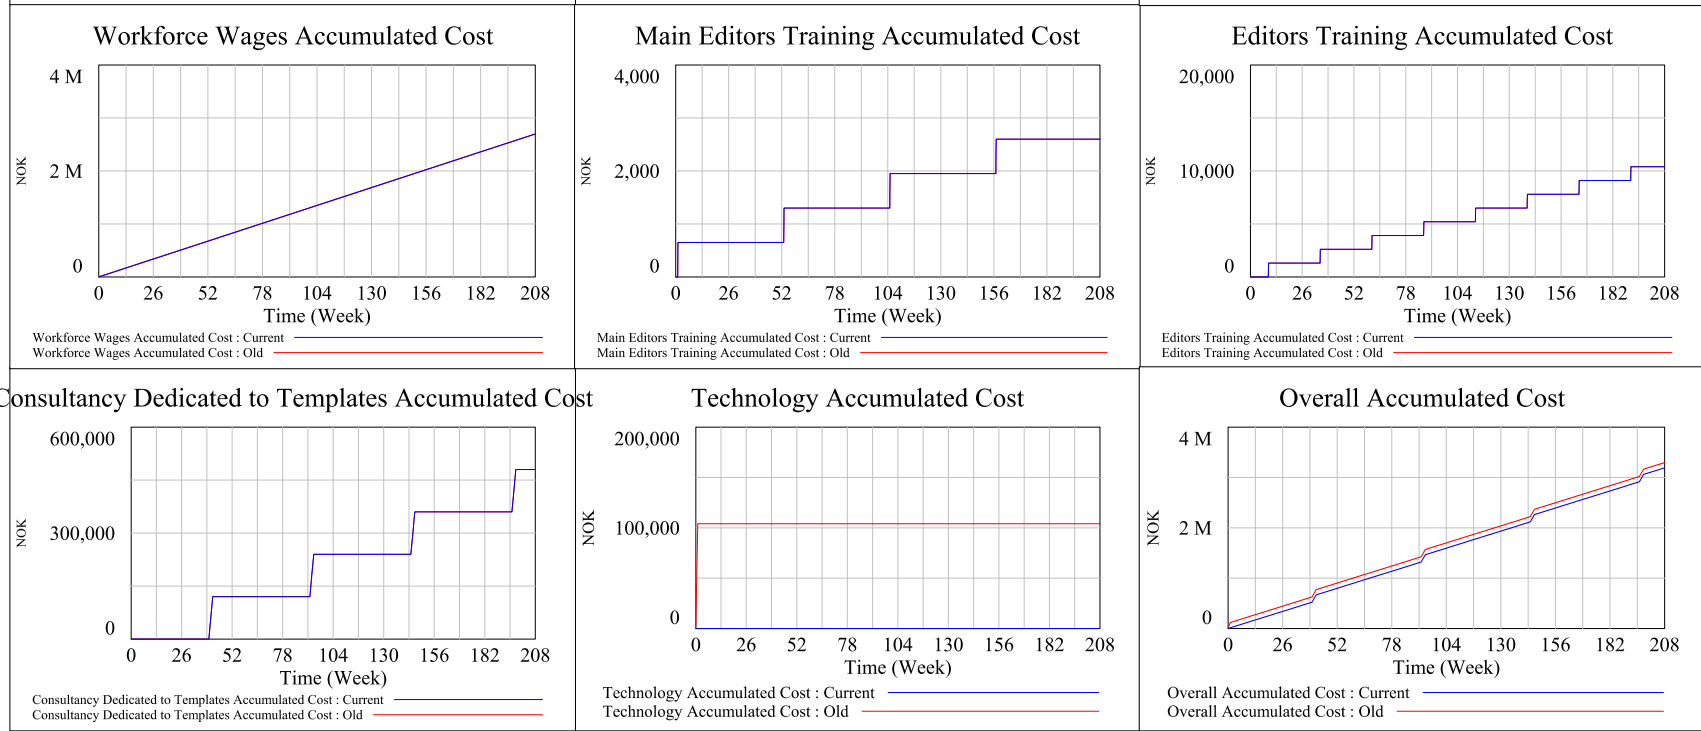 Workforce Wages Accumulated Cost
4 M
2 M
0
NOK
0 26 52 78 104 130 156 182 208
Time (Week)
Workforce Wages Accumulated Cost : Current
Workforce Wages Accumulated Cost : Old
Main Editors Training Accumulated Cost
4,000
2,000
0
NOK
0 26 52 78 104 130 156 182 208
Time (Week)
Main Editors Training Accumulated Cost : Current
Main Editors Training Accumulated Cost : Old
Editors Training Accumulated Cost
20,000
10,000
0
NOK
0 26 52 78 104 130 156 182 208
Time (Week)
Editors Training Accumulated Cost : Current
Editors Training Accumulated Cost : Old
Consultancy Dedicated to Templates Accumulated Cost
600,000
300,000
0
NOK
0 26 52 78 104 130 156 182 208
Time (Week)
Consultancy Dedicated to Templates Accumulated Cost : Current
Consultancy Dedicated to Templates Accumulated Cost : Old
Technology Accumulated Cost
200,000
100,000
0
NOK
0 26 52 78 104 130 156 182 208
Time (Week)
Technology Accumulated Cost : Current
Technology Accumulated Cost : Old
Overall Accumulated Cost
4 M
2 M
0
NOK
0 26 52 78 104 130 156 182 208
Time (Week)
Overall Accumulated Cost : Current
Overall Accumulated Cost : Old